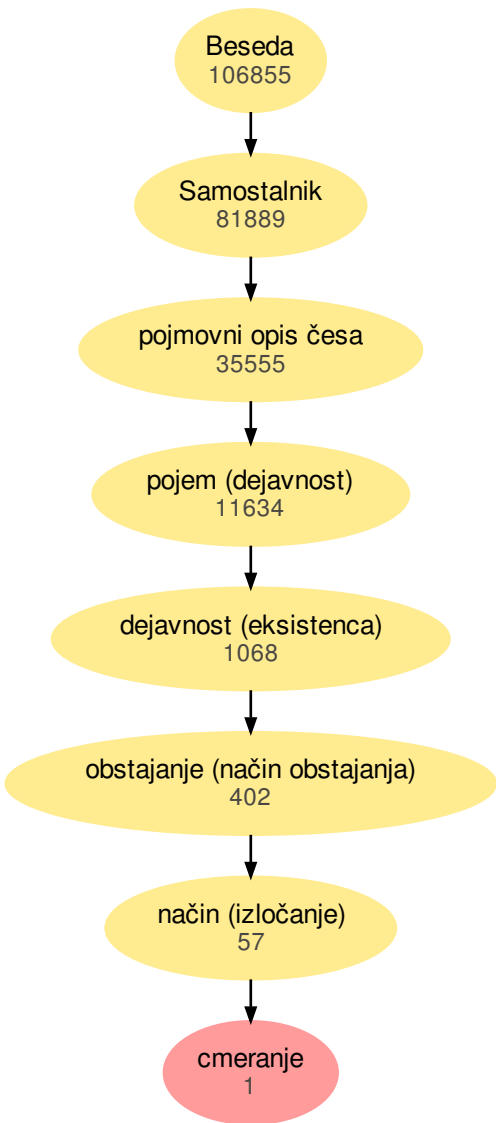 Beseda
106855
Samostalnik
81889
pojmovni opis česa
35555
pojem (dejavnost)
11634
dejavnost (eksistenca)
1068
obstajanje (način obstajanja)
402
način (izločanje)
57
cmeranje
1